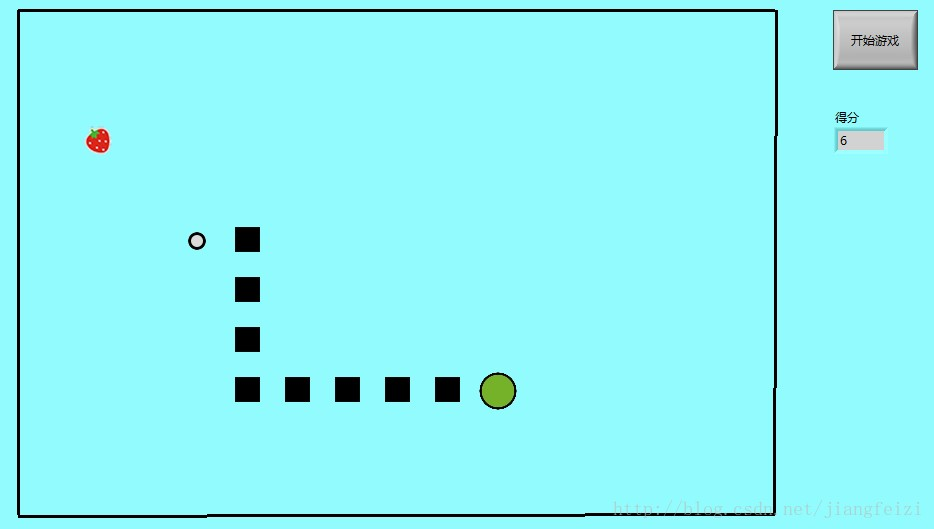 开始游戏
得分
6
http://blog.csdn.net/jiangfeizi